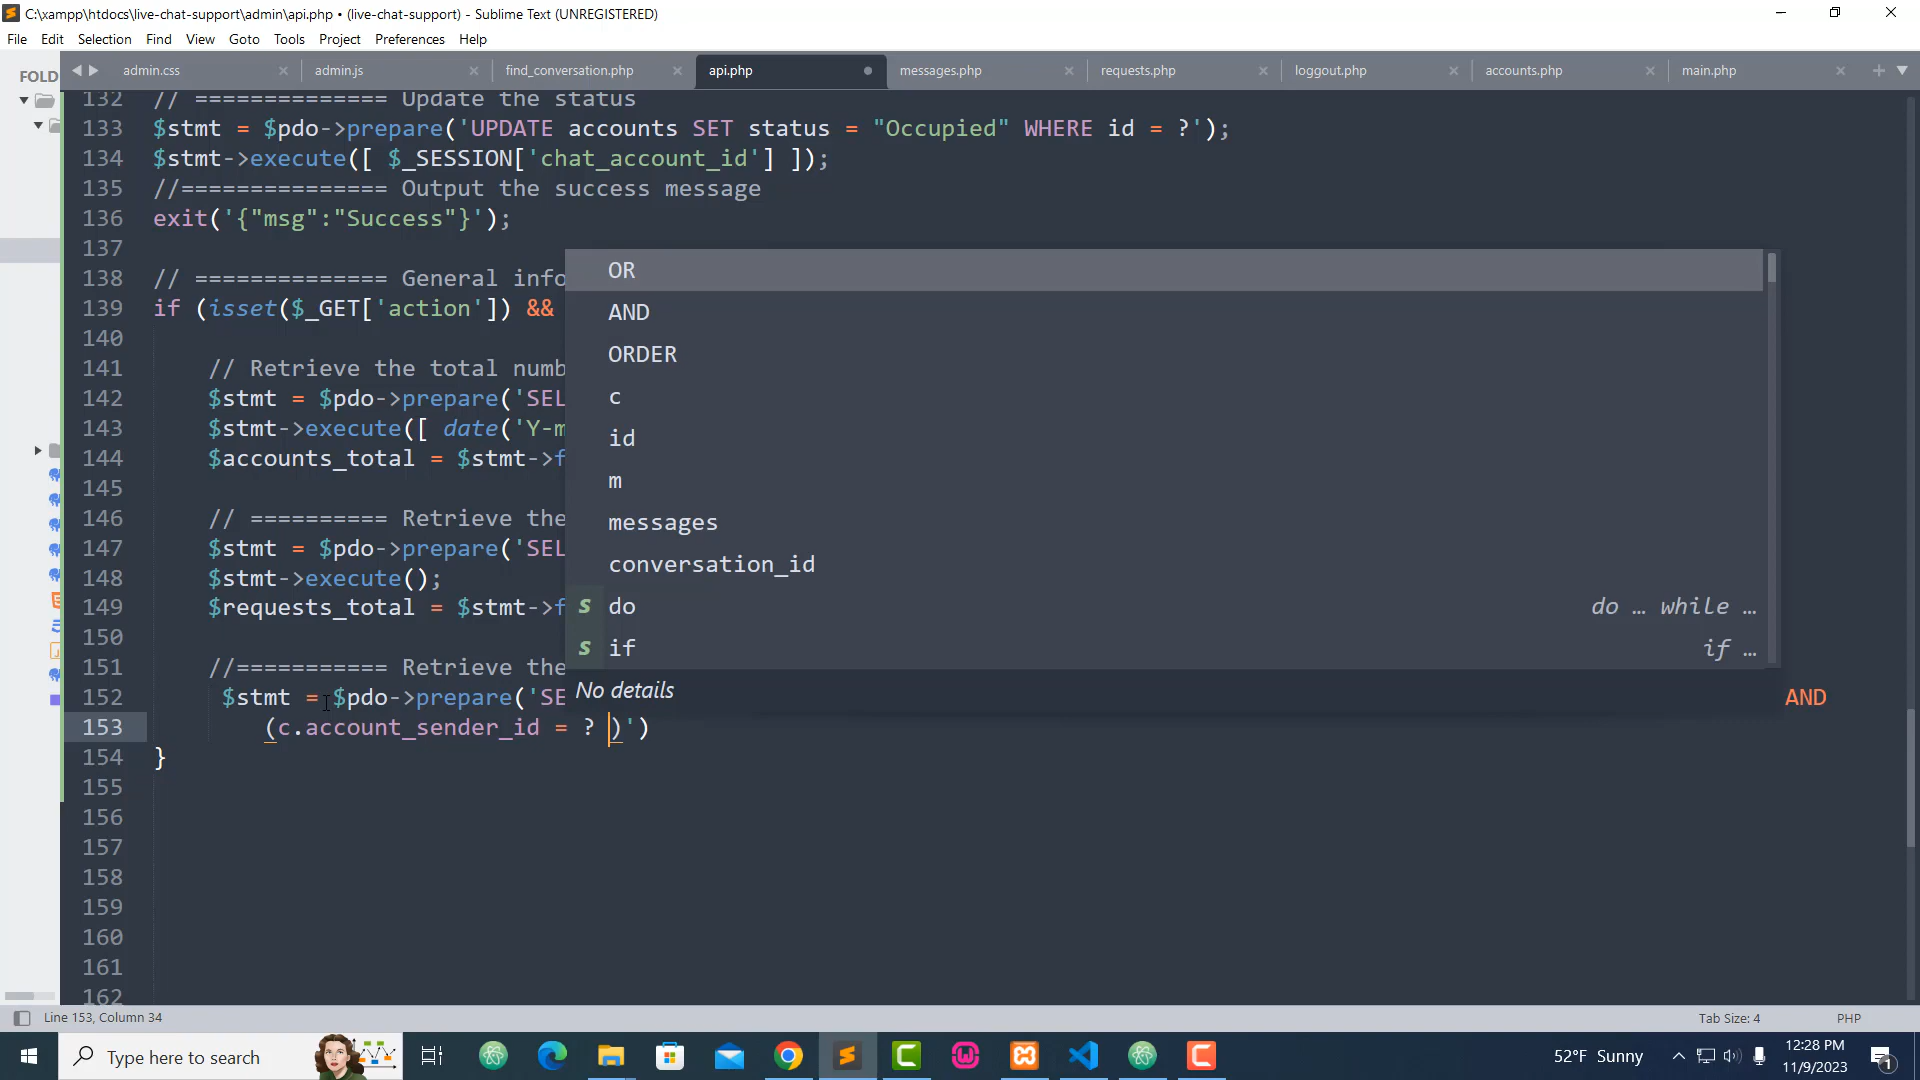 C:\xampp\htdocs\live-chat-support\admin\api.php • (live-chat-support) - Sublime Text (UNREGISTERED)
File Edit Selection Find View Goto Tools Project Preferences Help
FOLD
admin.css admin.js find_conversation.php api.php messages.php requests.php loggout.php accounts.php main.php
132 // ============== Update the status
133 $stmt = $pdo->prepare('UPDATE accounts SET status = "Occupied" WHERE id = ?');
134 $stmt->execute([ $_SESSION['chat_account_id'] ]);
135 //=============== Output the success message
136 exit('{"msg":"Success"}');
137
138 // ============== General info
139 if (isset($_GET['action']) &&
140
141 // Retrieve the total numb
142 $stmt = $pdo->prepare('SEL
143 $stmt->execute([ date('Y-m
144 $accounts_total = $stmt->f
145
146 // ========== Retrieve the
147 $stmt = $pdo->prepare('SEL
148 $stmt->execute();
149 $requests_total = $stmt->f
150
151 //=========== Retrieve the
152 $stmt = $pdo->prepare('SE AND
153 (c.account_sender_id = ? )')
154 }
155
156
157
158
159
160
161
162
OR
AND
ORDER
c
id
m
messages
conversation_id
s do do … while …
s if if …
No details
Line 153, Column 34 Tab Size: 4 PHP
Type here to search
52°F Sunny
12:28 PM
11/9/2023
1